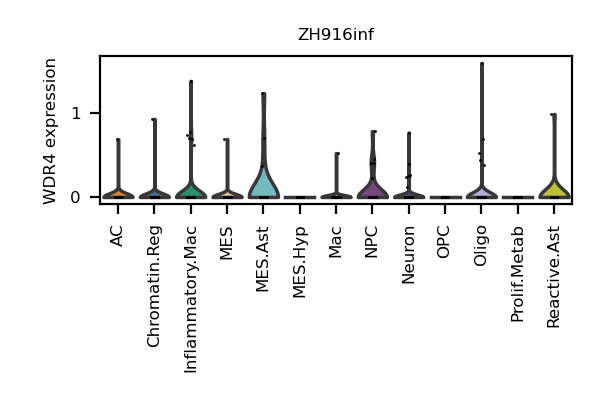 ZH916inf
WDR4 expression
1
0
AC
Chromatin.Reg
Inflammatory.Mac
MES
MES.Ast
MES.Hyp
Mac
NPC
Neuron
OPC
Oligo
Prolif.Metab
Reactive.Ast